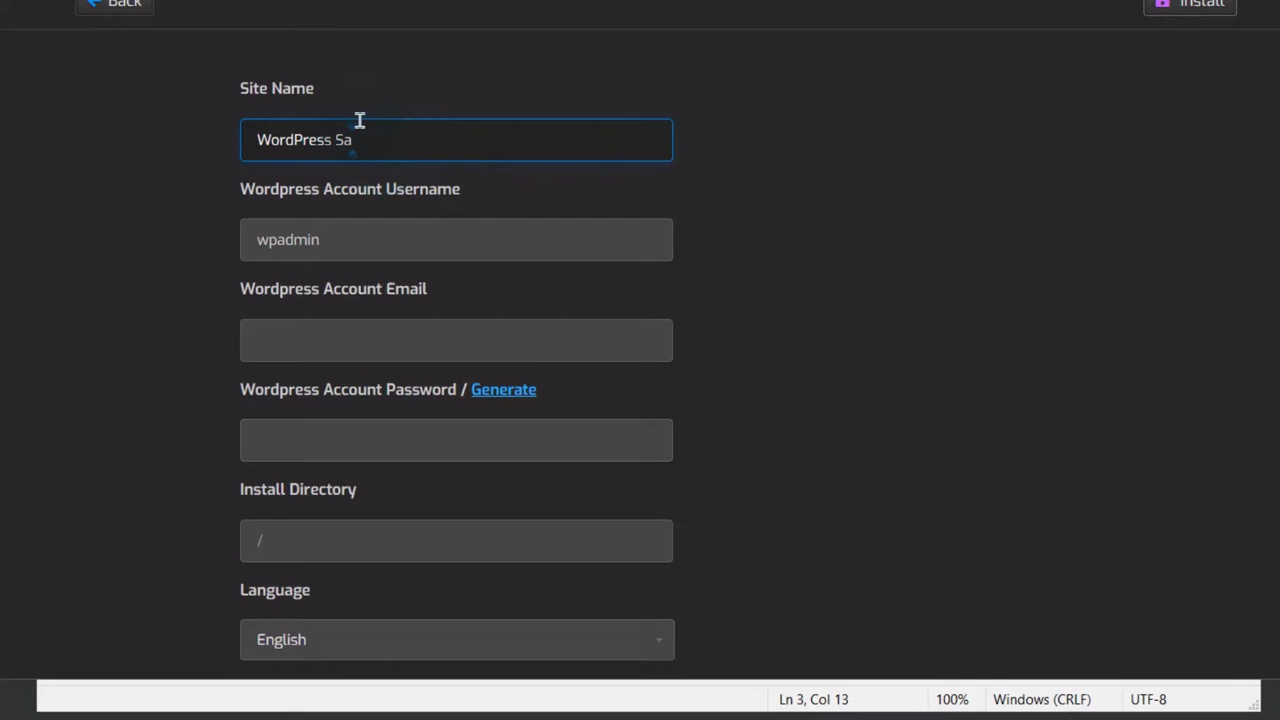 Back
Install
Site Name
WordPress Sa
Wordpress Account Username
wpadmin
Wordpress Account Email
Wordpress Account Password / Generate
Install Directory
/
Language
English
Ln 3, Col 13 100% Windows (CRLF) UTF-8